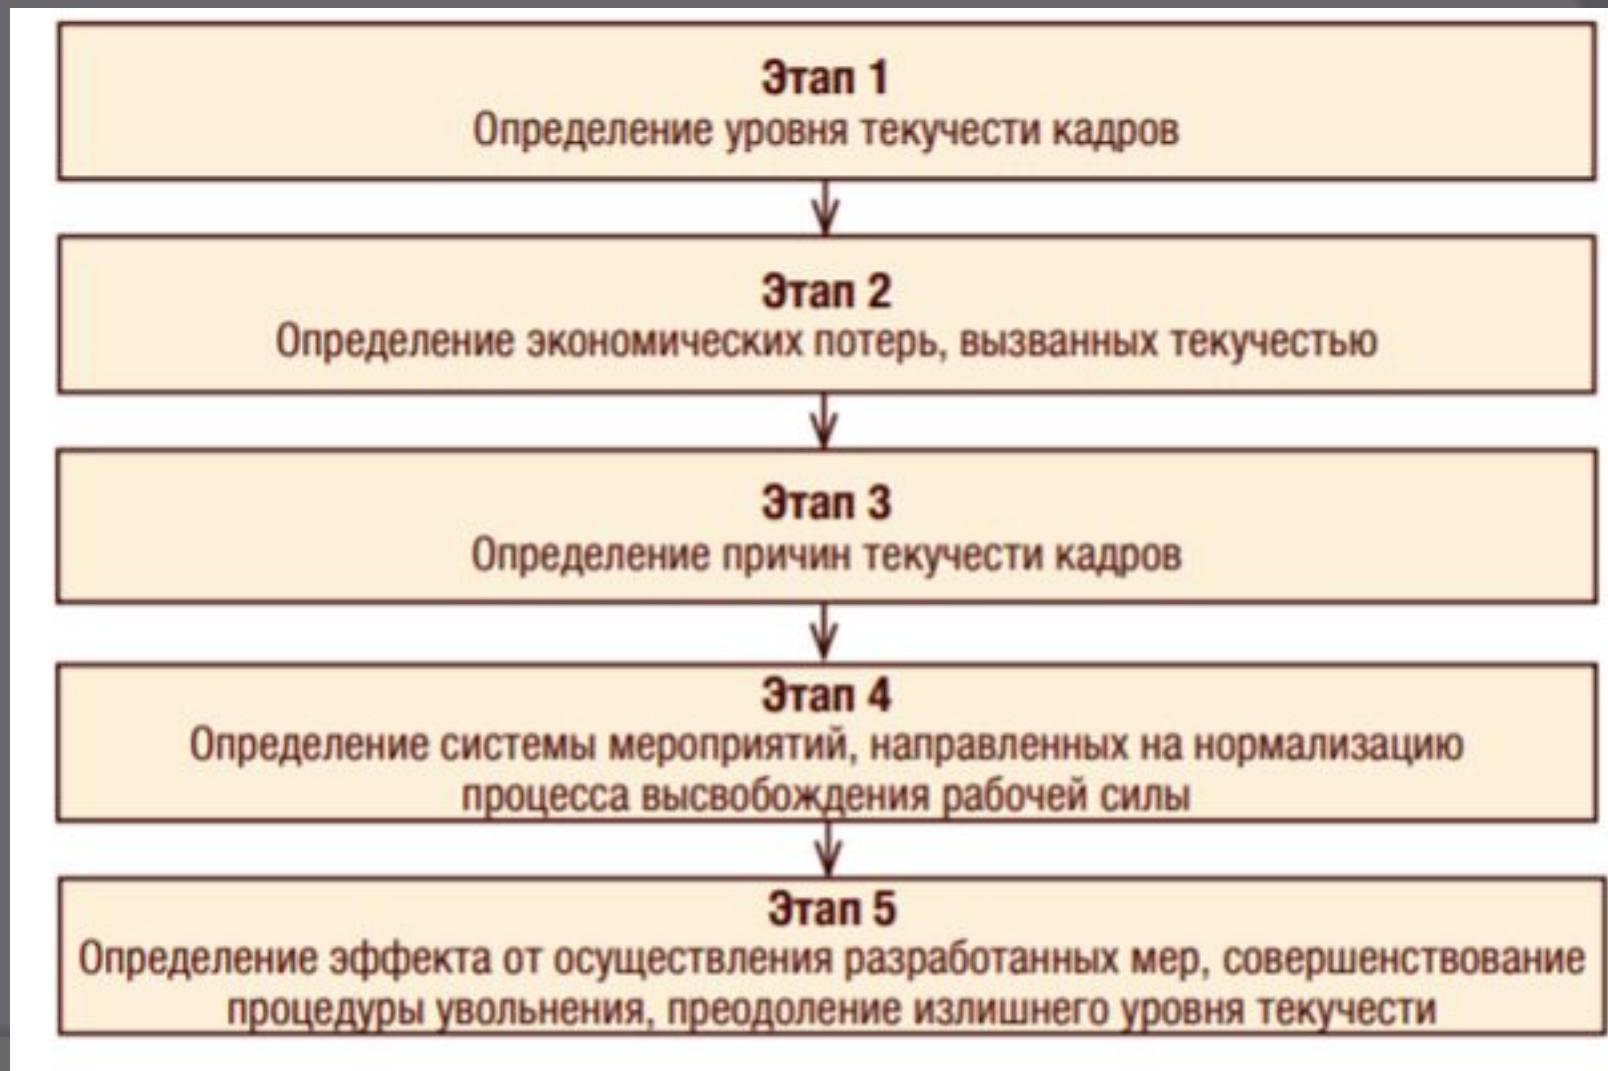 Этап 1
Определение уровня текучести кадров
Этап 2
Определение экономических потерь, вызванных текучестью
Этап 3
Определение причин текучести кадров
Этап 4
Определение системы мероприятий, направленных на нормализацию
процесса высвобождения рабочей силы
Этап 5
Определение эффекта от осуществления разработанных мер, совершенствование
процедуры увольнения, преодоление излишнего уровня текучести